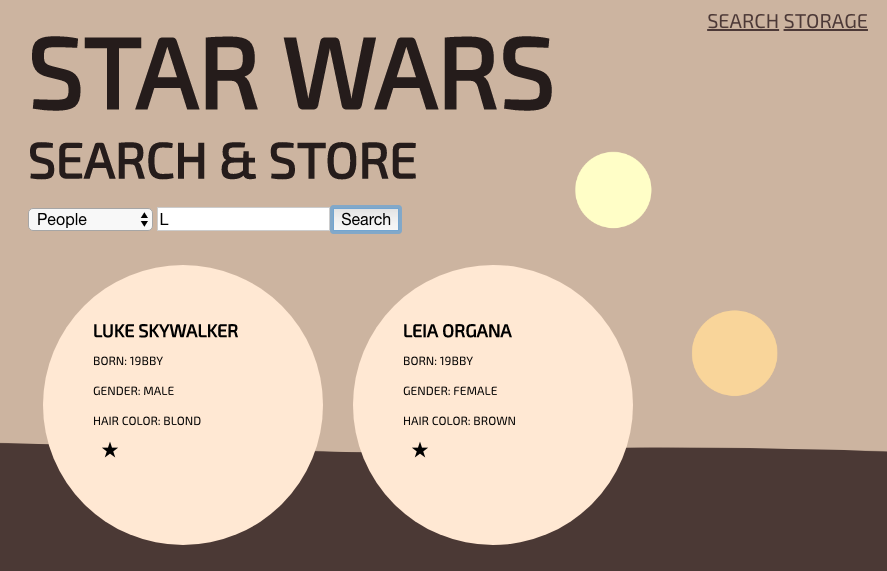 SEARCH STORAGE
STAR WARS
SEARCH & STORE
People L Search
LUKE SKYWALKER
BORN: 19BBY
GENDER: MALE
HAIR COLOR: BLOND
★
LEIA ORGANA
BORN: 19BBY
GENDER: FEMALE
HAIR COLOR: BROWN
★